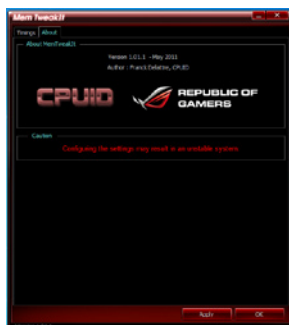 Mem TweakIt
Timings About
About MemTweakIt
Version 1.01.1 - May 2011
Author : Franck Delattre, CPUID
CPUID
REPUBLIC OF
GAMERS
Caution
Configuring the settings may result in an unstable system.
Apply OK